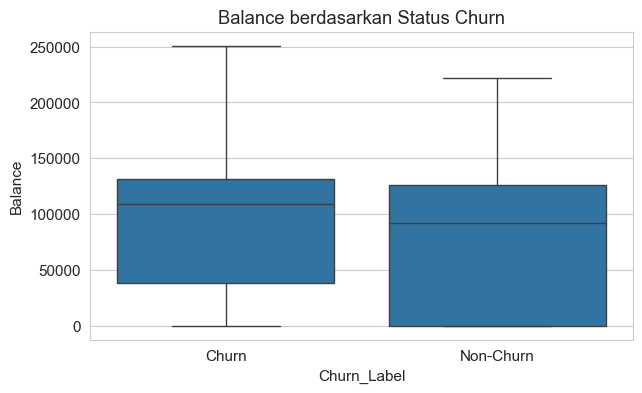 Balance berdasarkan Status Churn
250000
200000
150000
100000
50000
0
Balance
Churn
Non-Churn
Churn_Label